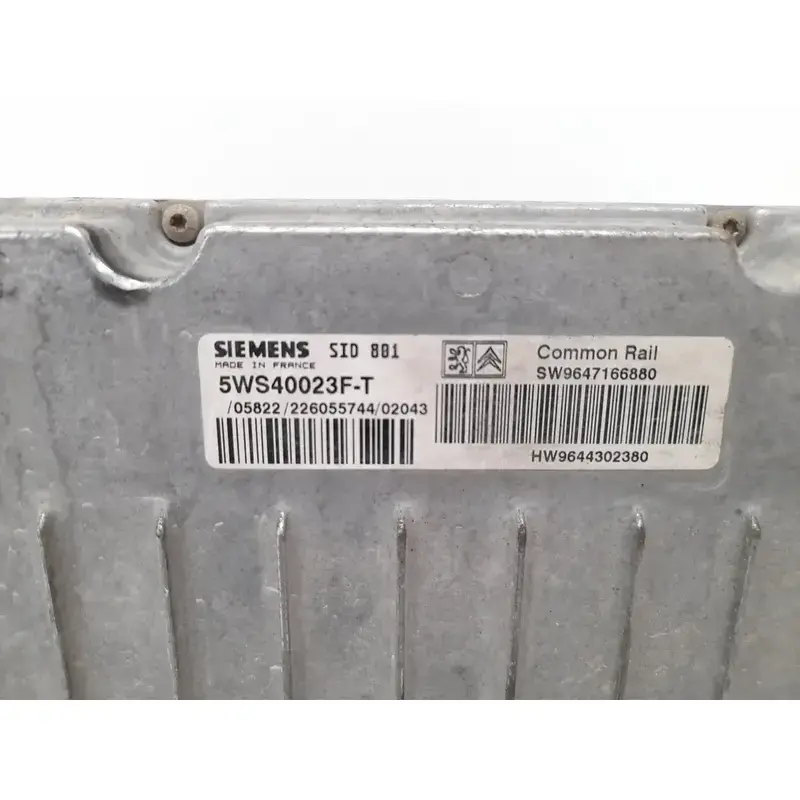 SIEMENS SID 801
MADE IN FRANCE
5WS40023F-T
/05822/226055744/02043
Common Rail
SW9647166880
HW9644302380